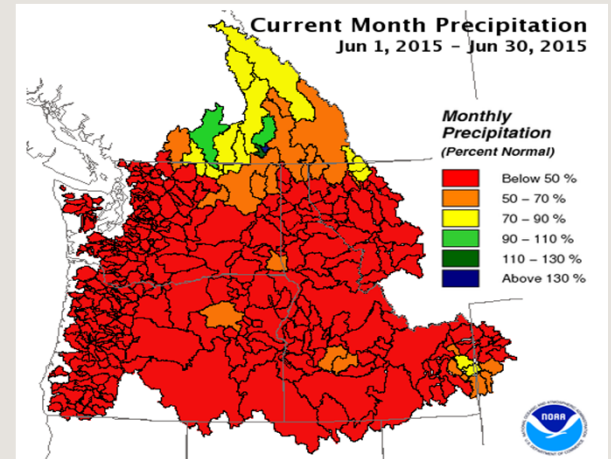 Current Month Precipitation
Jun 1, 2015 - Jun 30, 2015
Monthly
Precipitation
(Percent Normal)
Below 50 %
50 - 70 %
70 - 90 %
90 - 110 %
110 - 130 %
Above 130 %
NOAA